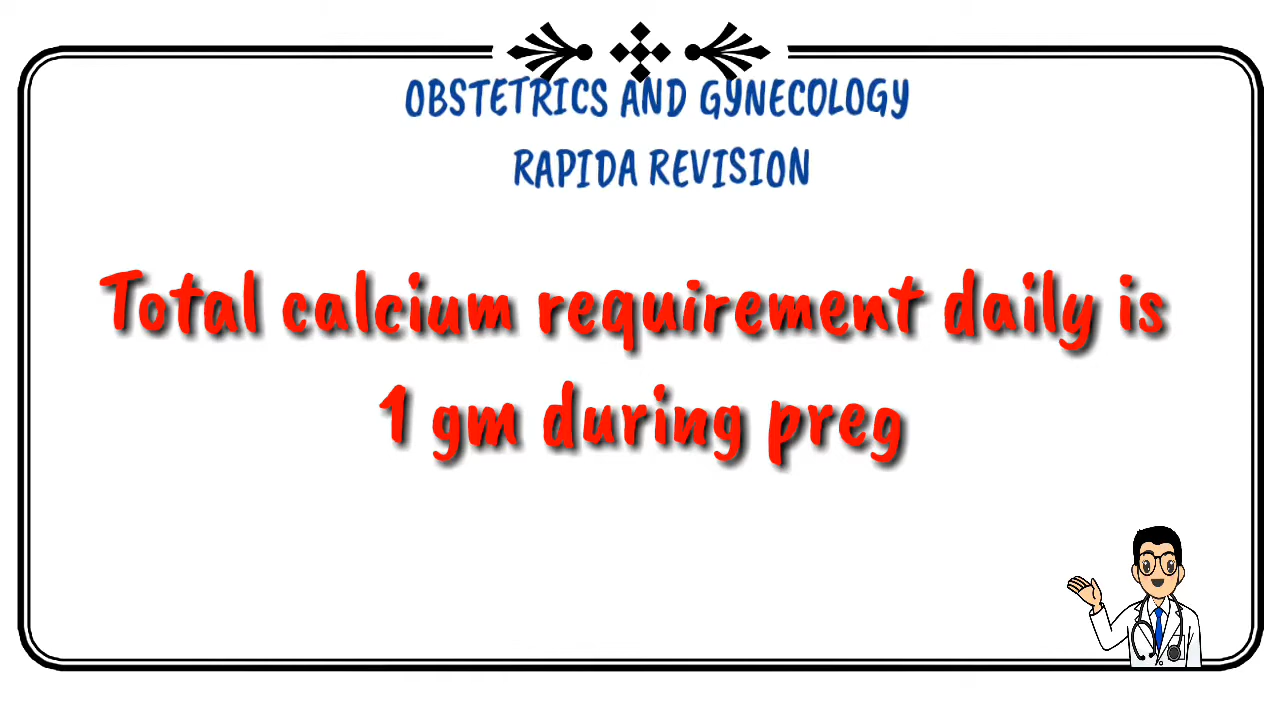 OBSTETRICS AND GYNECOLOGY
RAPIDA REVISION
Total calcium requirement daily is
1 gm during preg